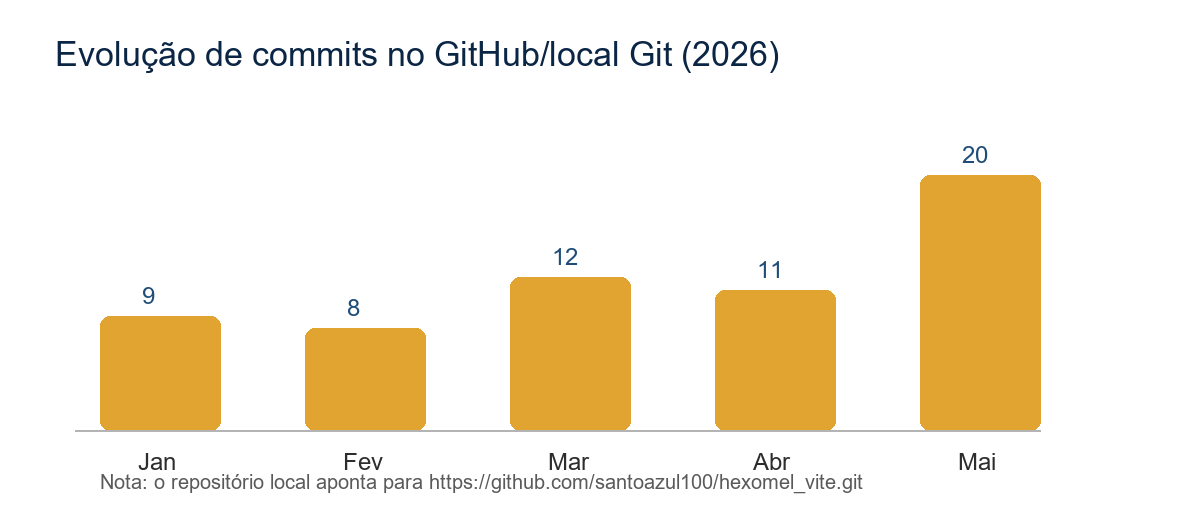 Evolução de commits no GitHub/local Git (2026)
20
12
11
9
8
Jan Fev Mar Abr Mai
Nota: o repositório local aponta para https://github.com/santoazul100/hexomel_vite.git